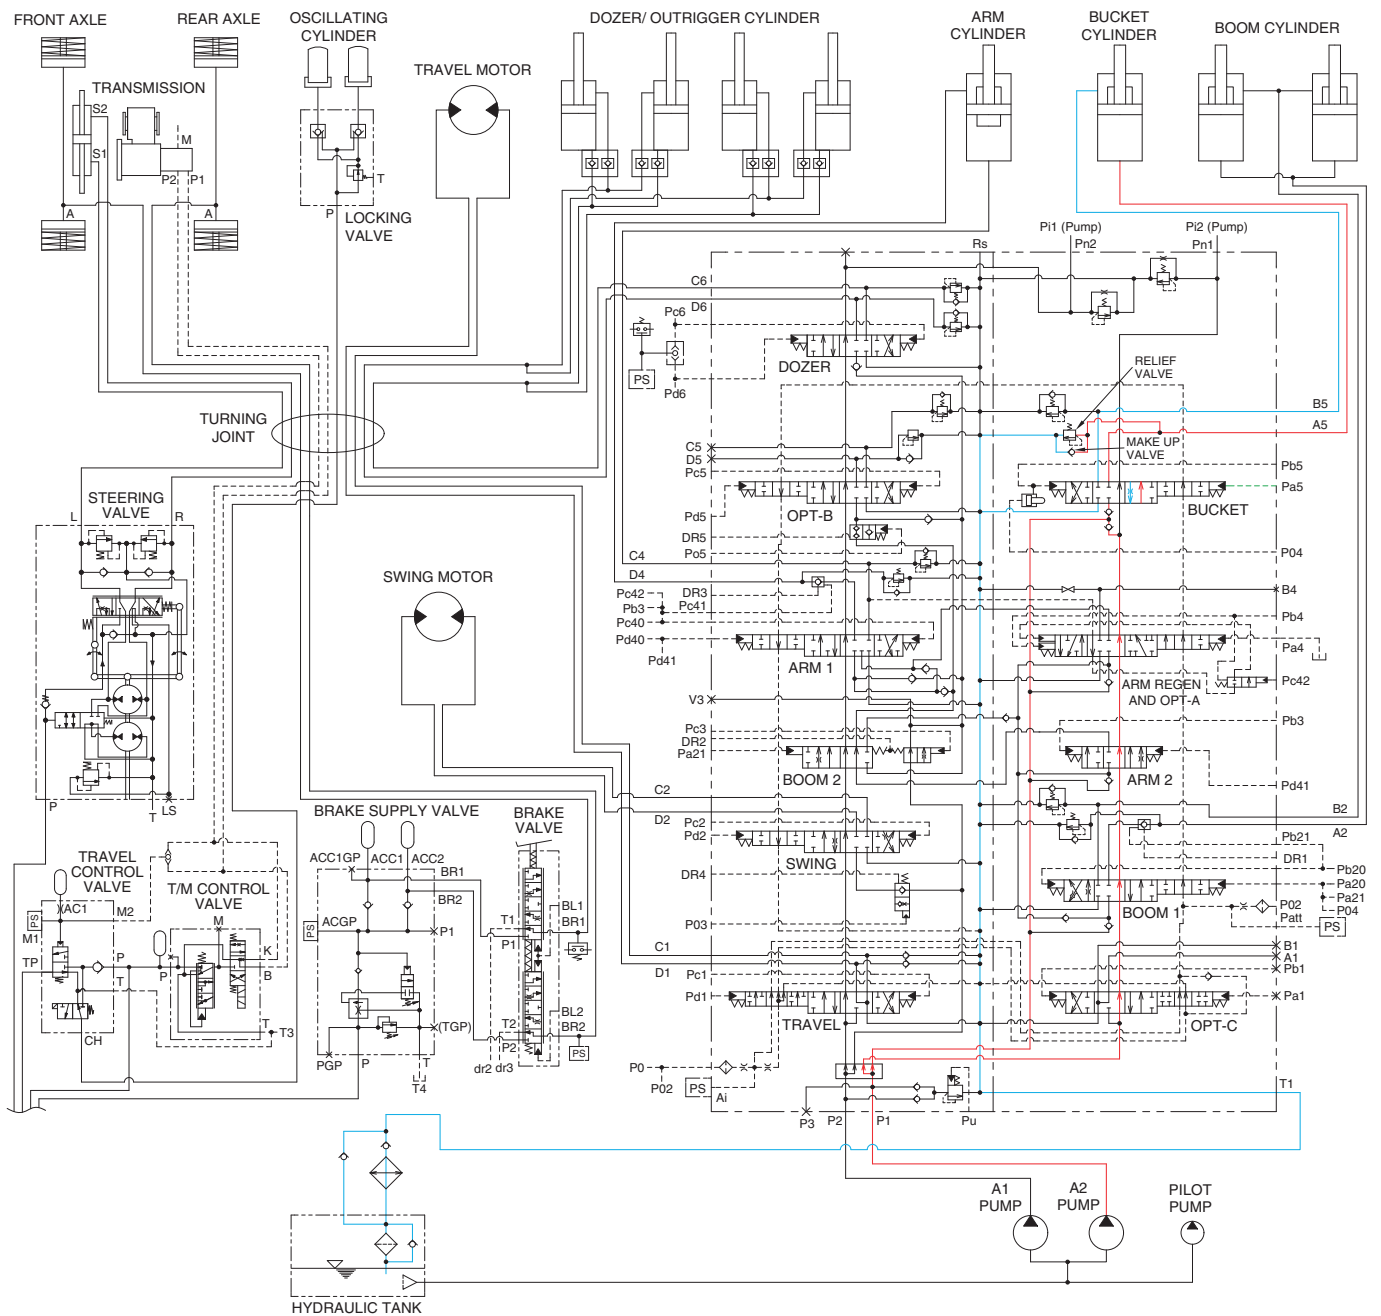 FRONT AXLE
REAR AXLE
OSCILLATING
CYLINDER
DOZER/ OUTRIGGER CYLINDER
ARM
CYLINDER
BUCKET
CYLINDER
BOOM CYLINDER
TRAVEL MOTOR
TRANSMISSION
S2
S1
M
P2
P1
T
P
LOCKING
VALVE
A
A
Pi1 (Pump)
Pn2
Pi2 (Pump)
Pn1
Rs
C6
D6
Pc6
PS
Pd6
DOZER
RELIEF
VALVE
MAKE UP
VALVE
B5
A5
TURNING
JOINT
C5
D5
Pc5
Pd5
OPT-B
DR5
Po5
C4
D4
Pb5
Pa5
BUCKET
P04
STEERING
VALVE
L
R
SWING MOTOR
Pc42
Pb3
Pc40
Pd40
Pd41
DR3
Pc41
ARM 1
B4
Pb4
Pa4
Pc42
ARM REGEN
AND OPT-A
V3
Pc3
DR2
Pa21
BOOM 2
Pb3
ARM 2
Pd41
P
T
LS
C2
D2
Pc2
Pd2
SWING
B2
A2
Pb21
DR1
Pb20
Pa20
Pa21
P04
P02
Patt
PS
BOOM 1
BRAKE SUPPLY VALVE
BRAKE
VALVE
ACC1GP
ACC1
ACC2
BR1
BR2
ACGP
PS
P1
(TGP)
PGP
P
T
T4
T1
P1
BL1
BR1
T2
P2
BL2
BR2
PS
dr2
dr3
TRAVEL
CONTROL
VALVE
T/M CONTROL
VALVE
AC1
M2
PS
M1
TP
P
T
CH
M
P
K
B
T
T3
DR4
P03
C1
D1
Pc1
Pd1
TRAVEL
B1
A1
Pb1
Pa1
OPT-C
P0
P02
PS
Ai
P3
P2
P1
Pu
T1
A1
PUMP
A2
PUMP
PILOT
PUMP
HYDRAULIC TANK